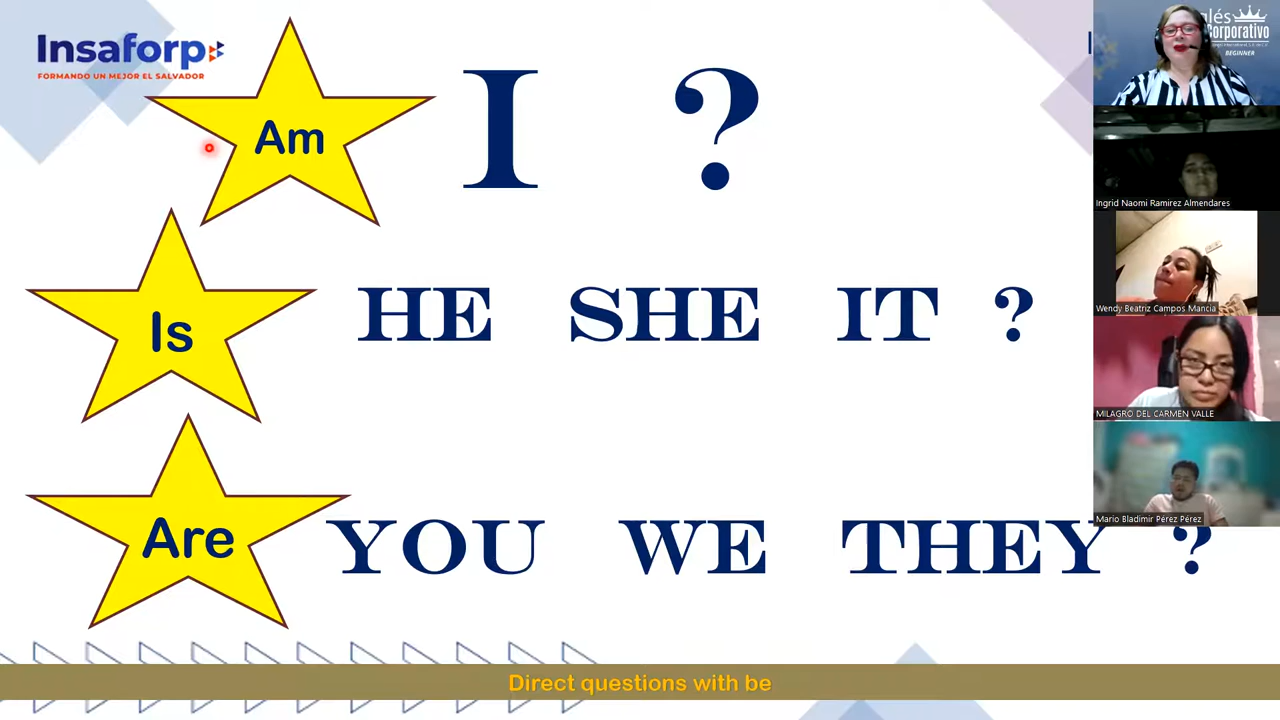 Insaforp
FORMANDO UN MEJOR EL SALVADOR
Am I ?
Is HE SHE IT ?
Are YOU WE THEY ?
Direct questions with be
Corporativo
BEGINNER
Ingrid Naomi Ramirez Almendares
Wendy Beatriz Campos Mancia
MILAGRO DEL CARMEN VALLE
Mario Bladimir Pérez Pérez